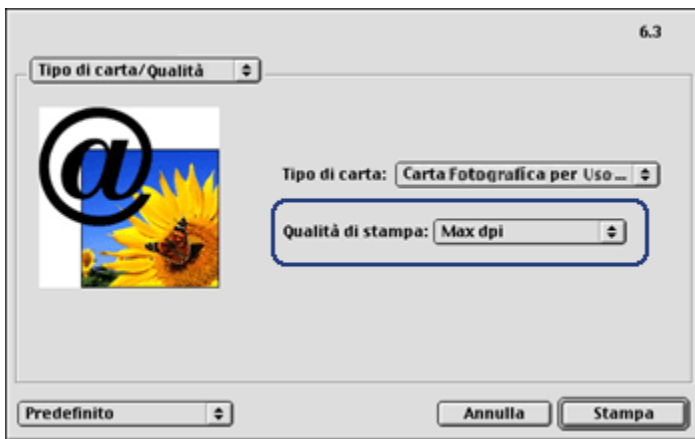 6.3
Tipo di carta/Qualità
@
Tipo di carta: Carta Fotografica per Uso ...
Qualità di stampa: Max dpi
Predefinito Annulla Stampa